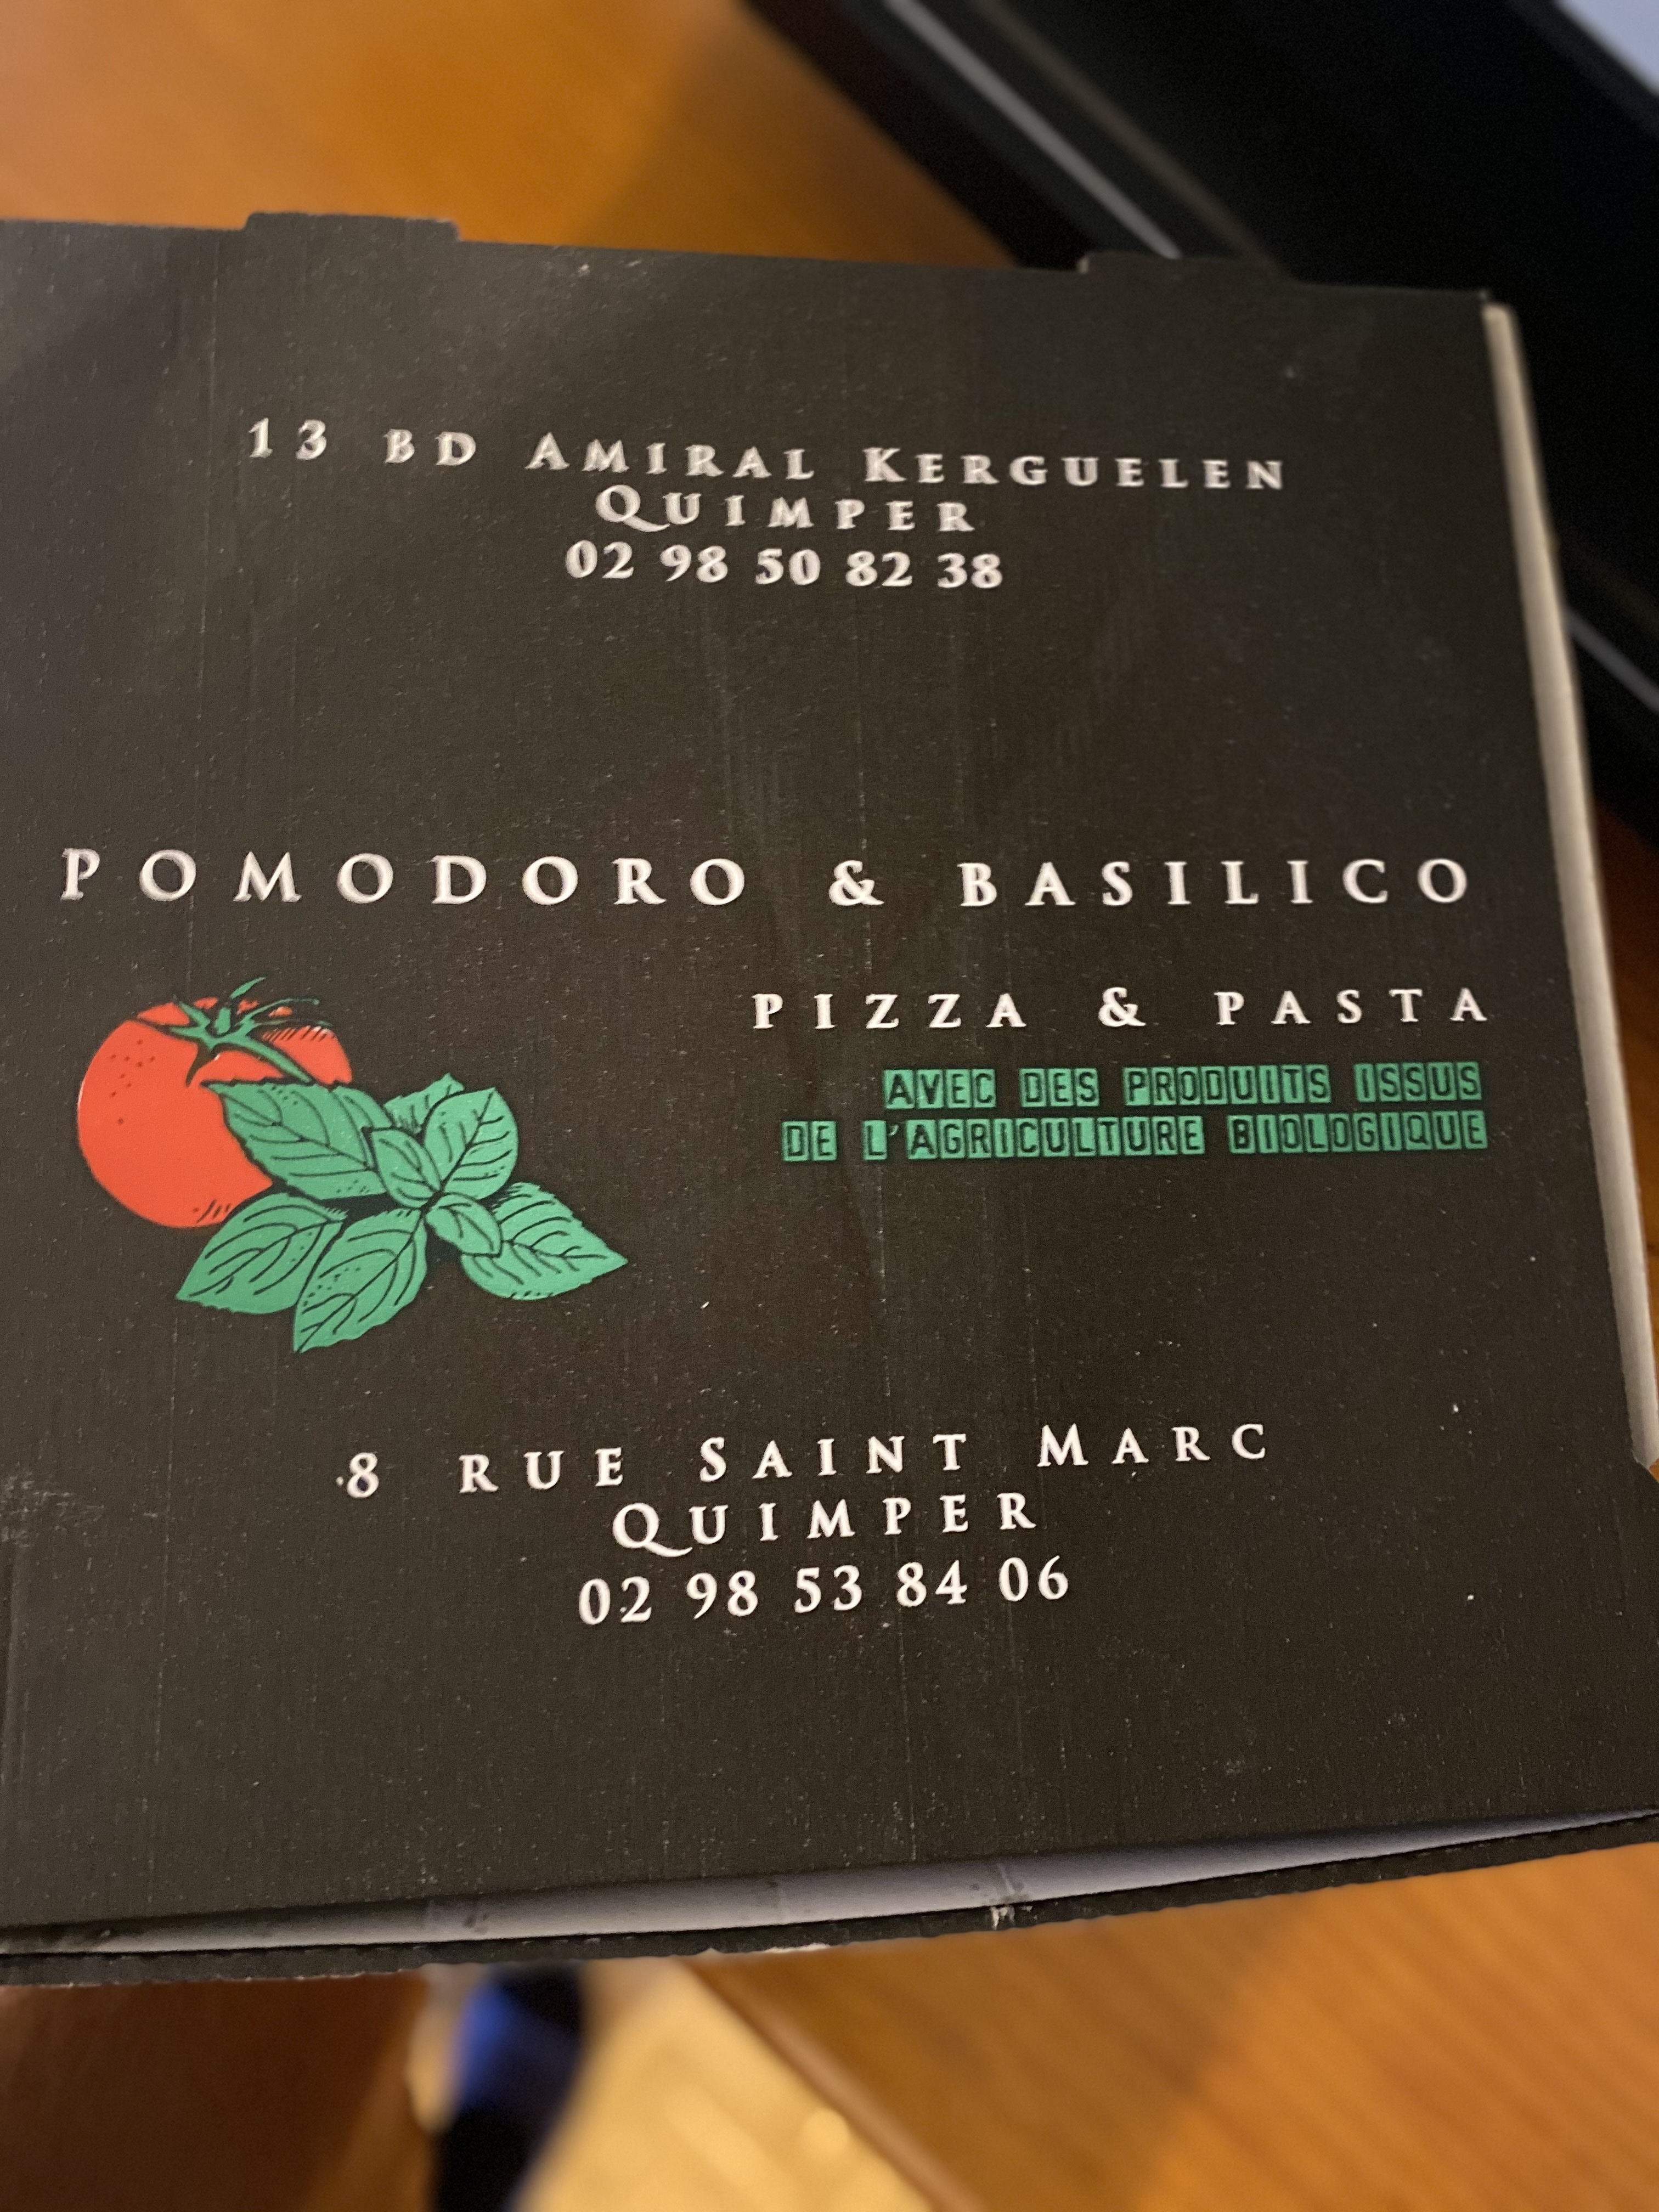 13 BD AMIRAL KERGUELEN
QUIMPER
02 98 50 82 38
POMODORO & BASILICO
PIZZA & PASTA
AVEC DES PRODUITS ISSUS
DE L'AGRICULTURE BIOLOGIQUE
8 RUE SAINT MARC
QUIMPER
02 98 53 84 06